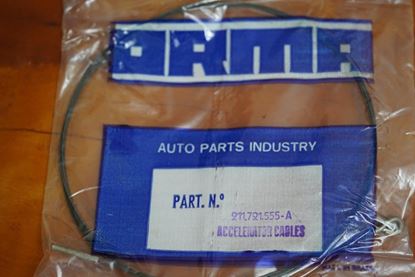 ORMA
AUTO PARTS INDUSTRY
PART. N.º
211.721.555-A
ACCELERATOR CABLES